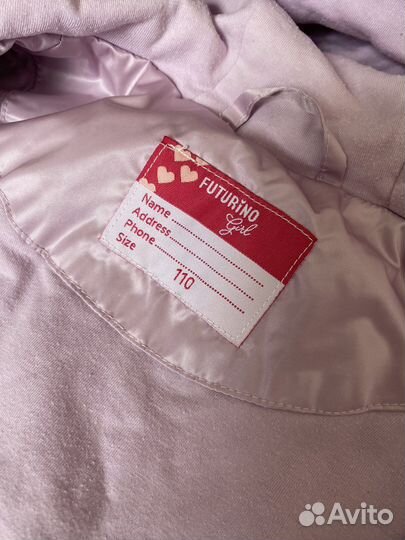 FUTURINO
Girl
Name
Address
Phone
Size 110
Avito